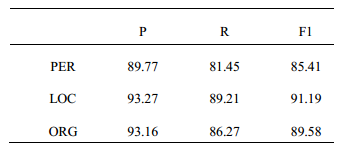 P R F1
PER 89.77 81.45 85.41
LOC 93.27 89.21 91.19
ORG 93.16 86.27 89.58